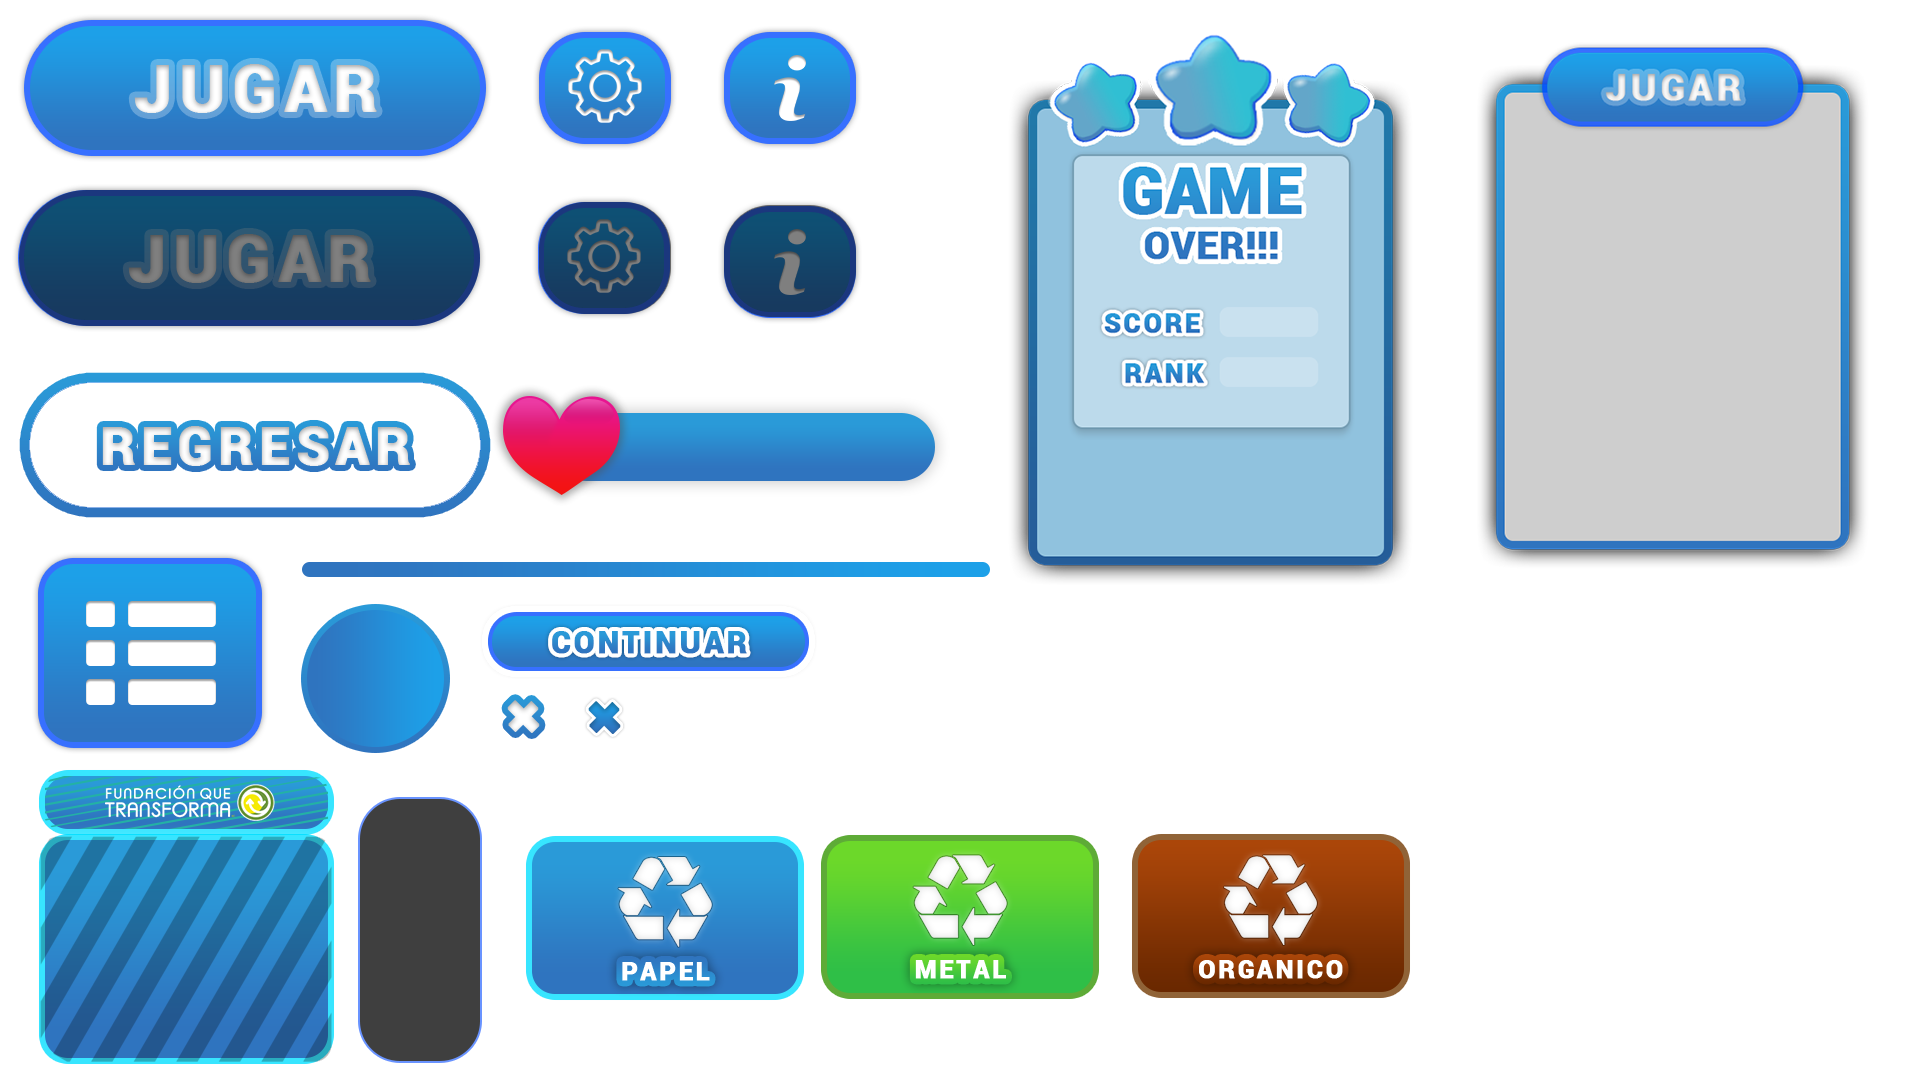 JUGAR
i
JUGAR
i
REGRESAR
GAME
OVER!!!
SCORE
RANK
JUGAR
CONTINUAR
FUNDACIÓN QUE
TRANSFORMA
PAPEL
METAL
ORGANICO